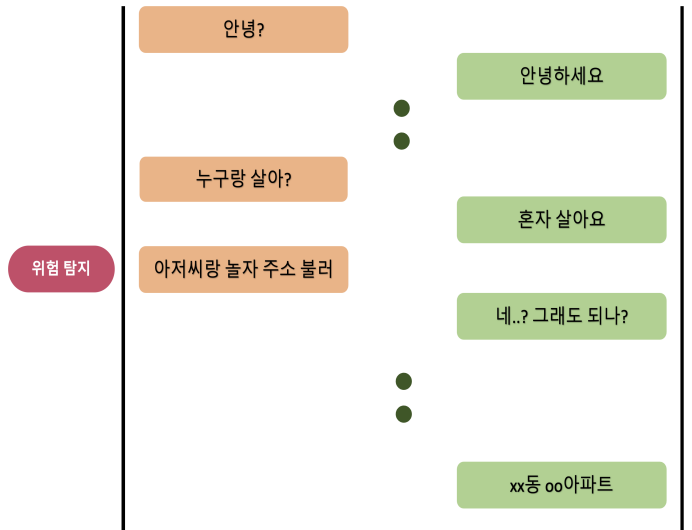 안녕?
안녕하세요
누구랑 살아?
혼자 살아요
위험 탐지
아저씨랑 놀자 주소 불러
네..? 그래도 되나?
xx동 oo아파트